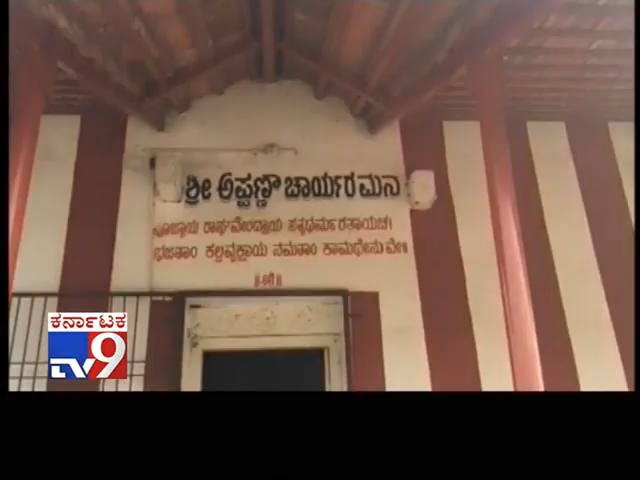 ಶ್ರೀ ಅಪ್ಪಣ್ಣಾಚಾರ್ಯರ ಮನೆ
ಪೂಜ್ಯಾಯ ರಾಘವೇಂದ್ರಾಯ ಸತ್ಯಧರ್ಮರತಾಯಚ।
ಭಜತಾಂ ಕಲ್ಪವೃಕ್ಷಾಯ ನಮತಾಂ ಕಾಮಧೇನುವೇ॥
॥ಶ್ರೀ॥
ಕರ್ನಾಟಕ
TV9